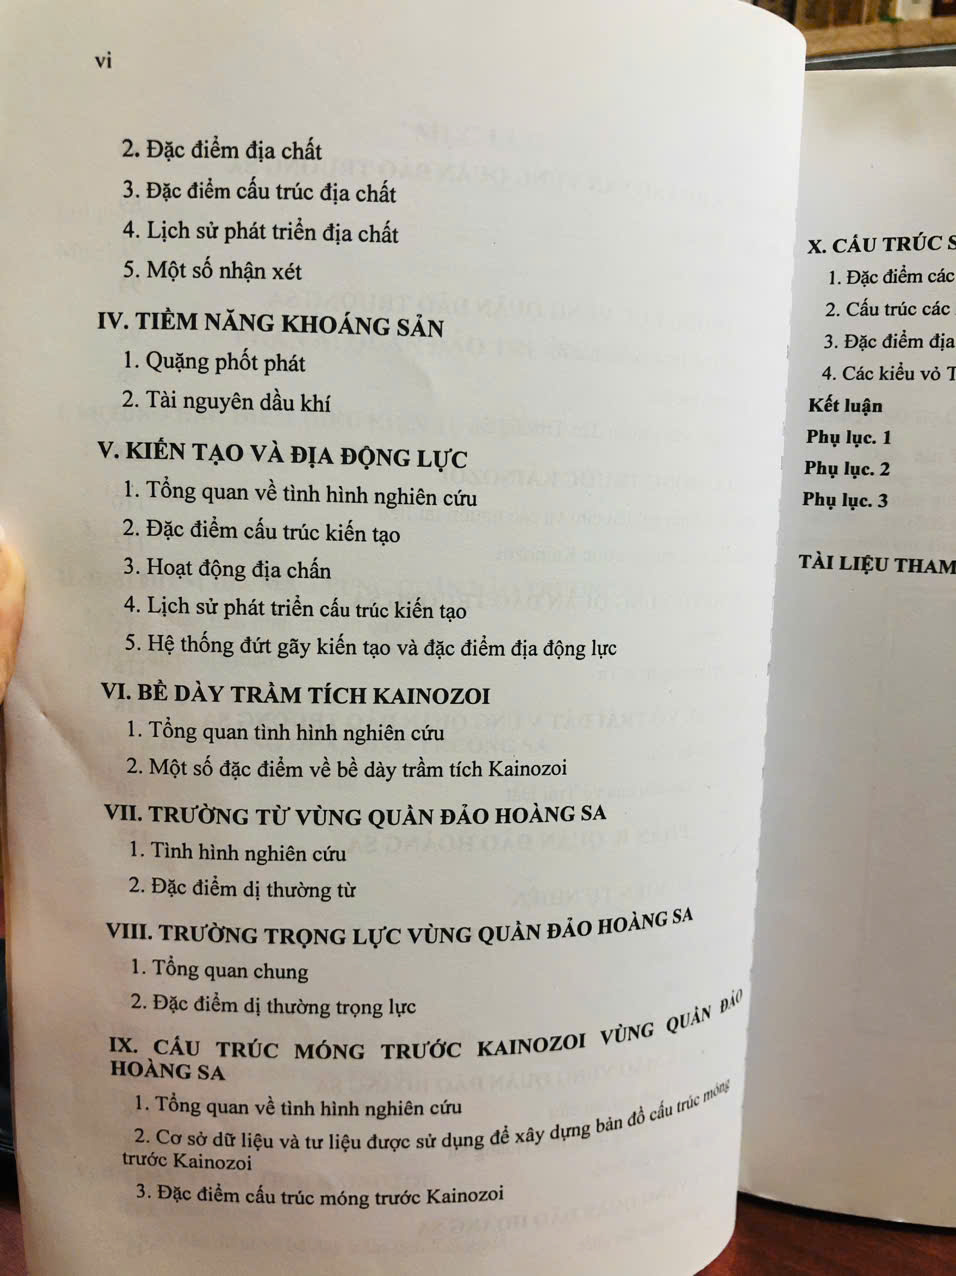 vi
2. Đặc điểm địa chất
3. Đặc điểm cấu trúc địa chất
4. Lịch sử phát triển địa chất
5. Một số nhận xét
IV. TIỀM NĂNG KHOÁNG SẢN
1. Quặng phốt phát
2. Tài nguyên dầu khí
V. KIẾN TẠO VÀ ĐỊA ĐỘNG LỰC
1. Tổng quan về tình hình nghiên cứu
2. Đặc điểm cấu trúc kiến tạo
3. Hoạt động địa chấn
4. Lịch sử phát triển cấu trúc kiến tạo
5. Hệ thống đứt gãy kiến tạo và đặc điểm địa động lực
VI. BỀ DÀY TRẦM TÍCH KAINOZOI
1. Tổng quan tình hình nghiên cứu
2. Một số đặc điểm về bề dày trầm tích Kainozoi
VII. TRƯỜNG TỪ VÙNG QUẦN ĐẢO HOÀNG SA
1. Tình hình nghiên cứu
2. Đặc điểm dị thường từ
VIII. TRƯỜNG TRỌNG LỰC VÙNG QUẦN ĐẢO HOÀNG SA
1. Tổng quan chung
2. Đặc điểm dị thường trọng lực
IX. CẤU TRÚC MÓNG TRƯỚC KAINOZOI VÙNG QUẦN ĐẢO
HOÀNG SA
1. Tổng quan về tình hình nghiên cứu
2. Cơ sở dữ liệu và tư liệu được sử dụng để xây dựng bản đồ cấu trúc móng
trước Kainozoi
3. Đặc điểm cấu trúc móng trước Kainozoi
X. CẤU TRÚC S
1. Đặc điểm các
2. Cấu trúc các
3. Đặc điểm địa
4. Các kiểu vỏ T
Kết luận
Phụ lục. 1
Phụ lục. 2
Phụ lục. 3
TÀI LIỆU THAM